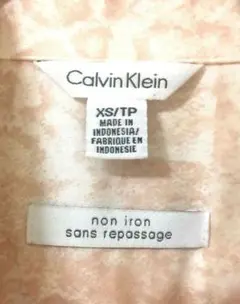 Calvin Klein
XS/TP
MADE IN
INDONESIA/
FABRIQUE EN
INDONESIE
non iron
sans repassage